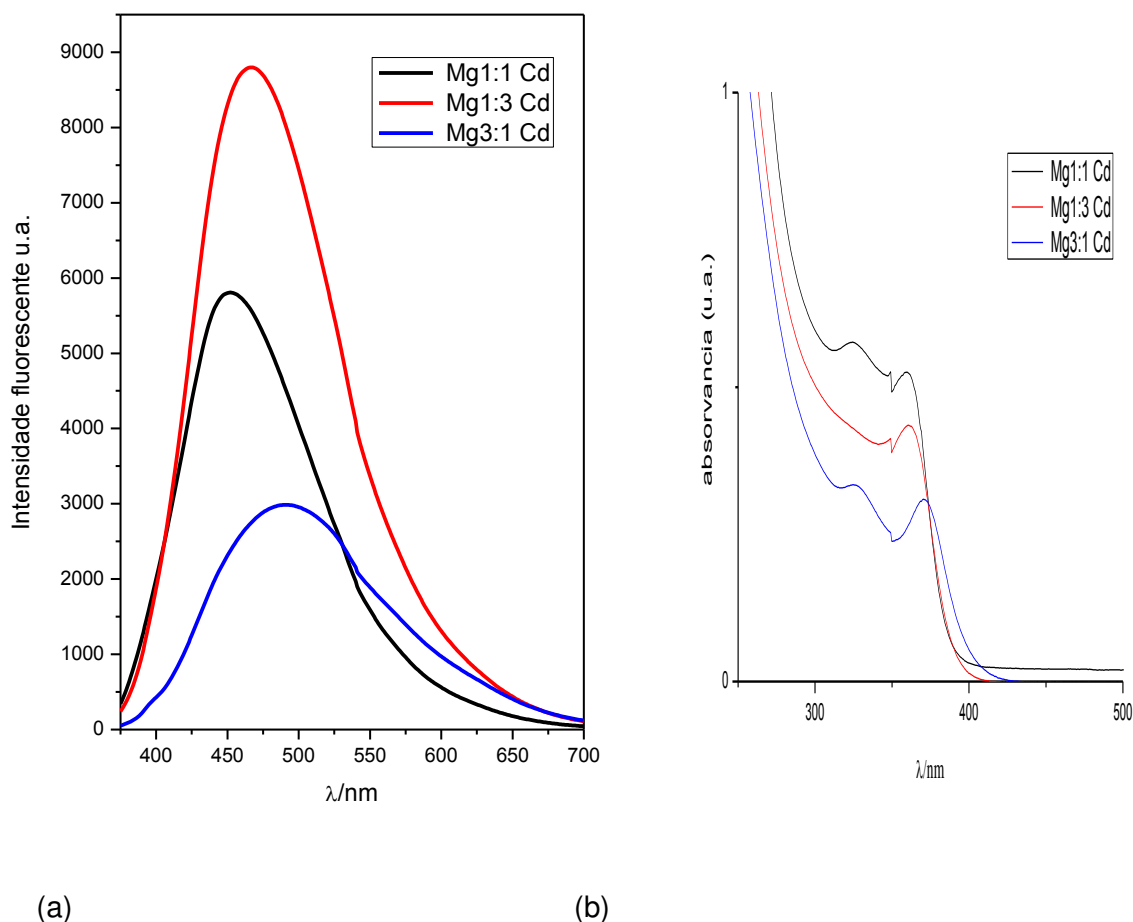 Intensidade fluorescente u.a.
9000
8000
7000
6000
5000
4000
3000
2000
1000
0
400 450 500 550 600 650 700
λ/nm
Mg1:1 Cd
Mg1:3 Cd
Mg3:1 Cd
(a)
absorvancia (u.a.)
1
0
300 400 500
λ/nm
Mg1:1 Cd
Mg1:3 Cd
Mg3:1 Cd
(b)